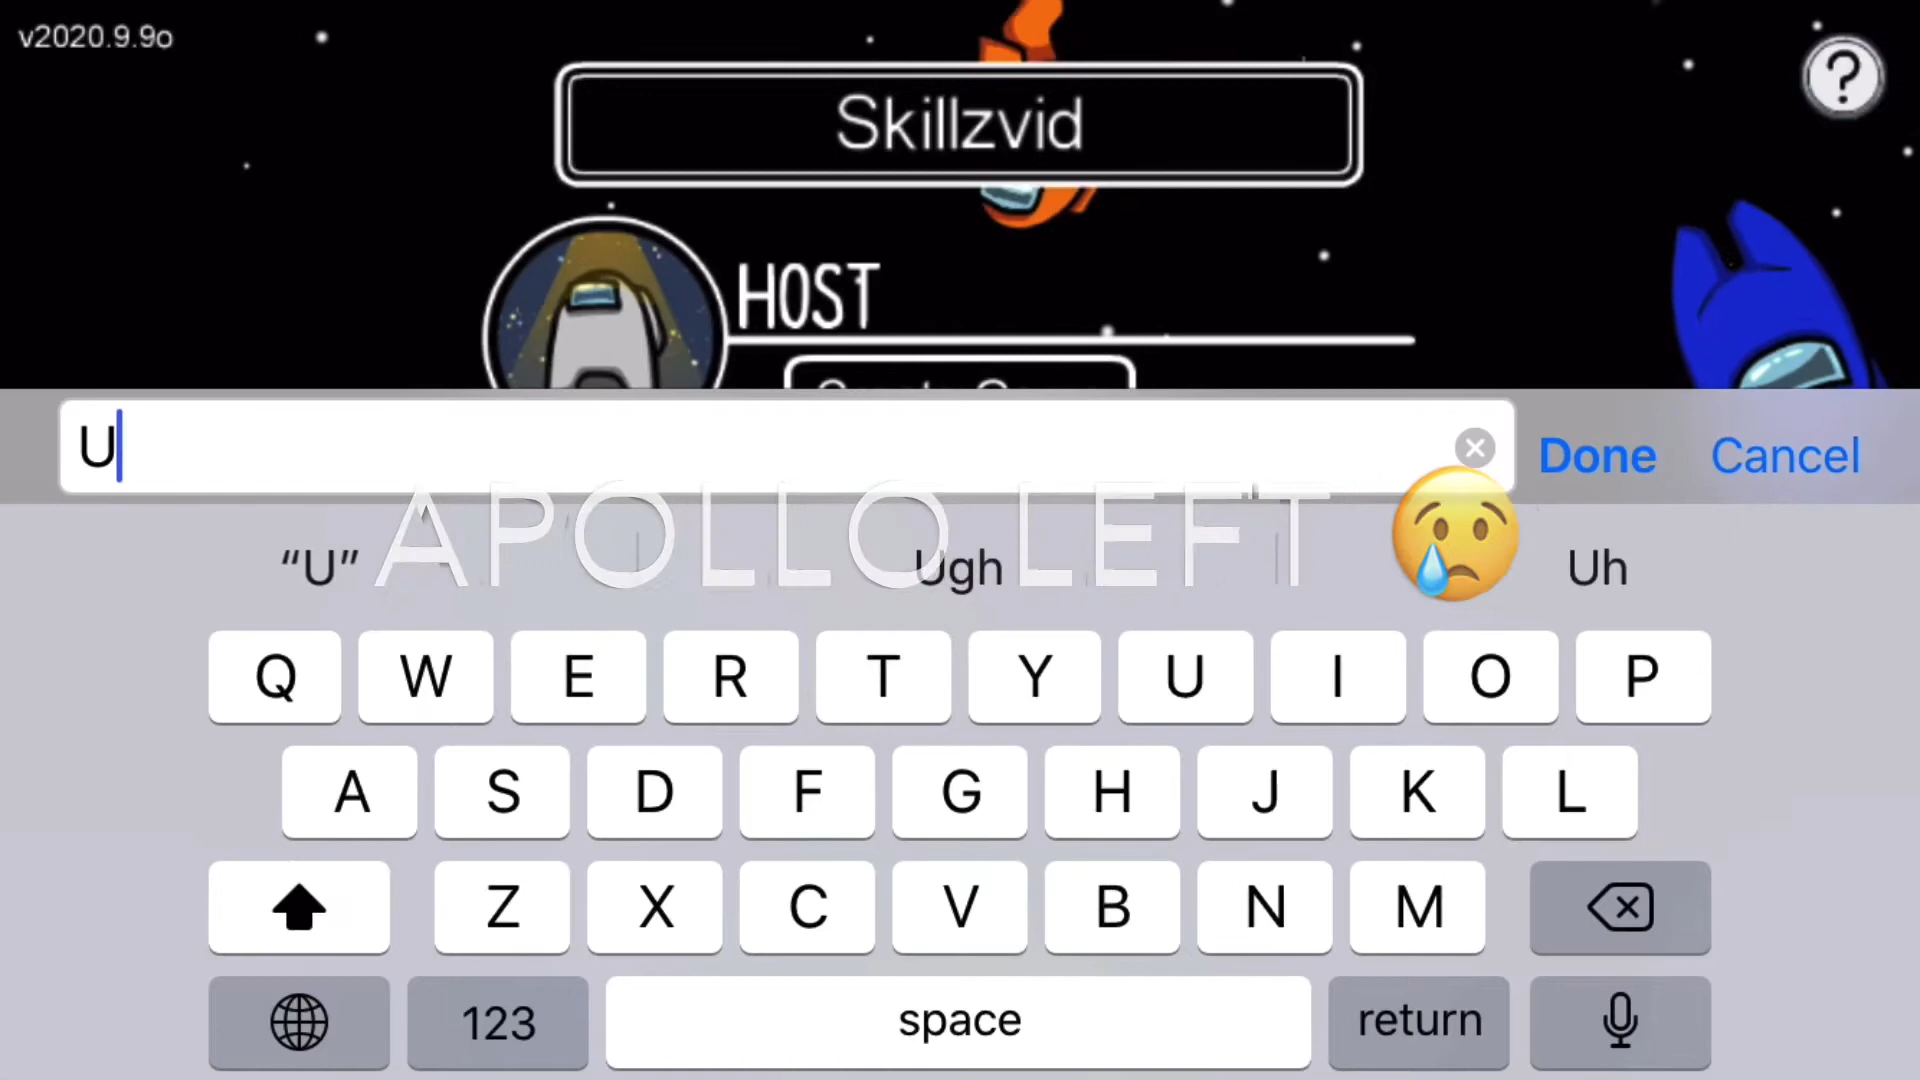 v2020.9.9o
?
Skillzvid
HOST
U
Done Cancel
APOLLO LEFT 😢
“U” Ugh Uh
Q W E R T Y U I O P
A S D F G H J K L
Z X C V B N M
123 space return